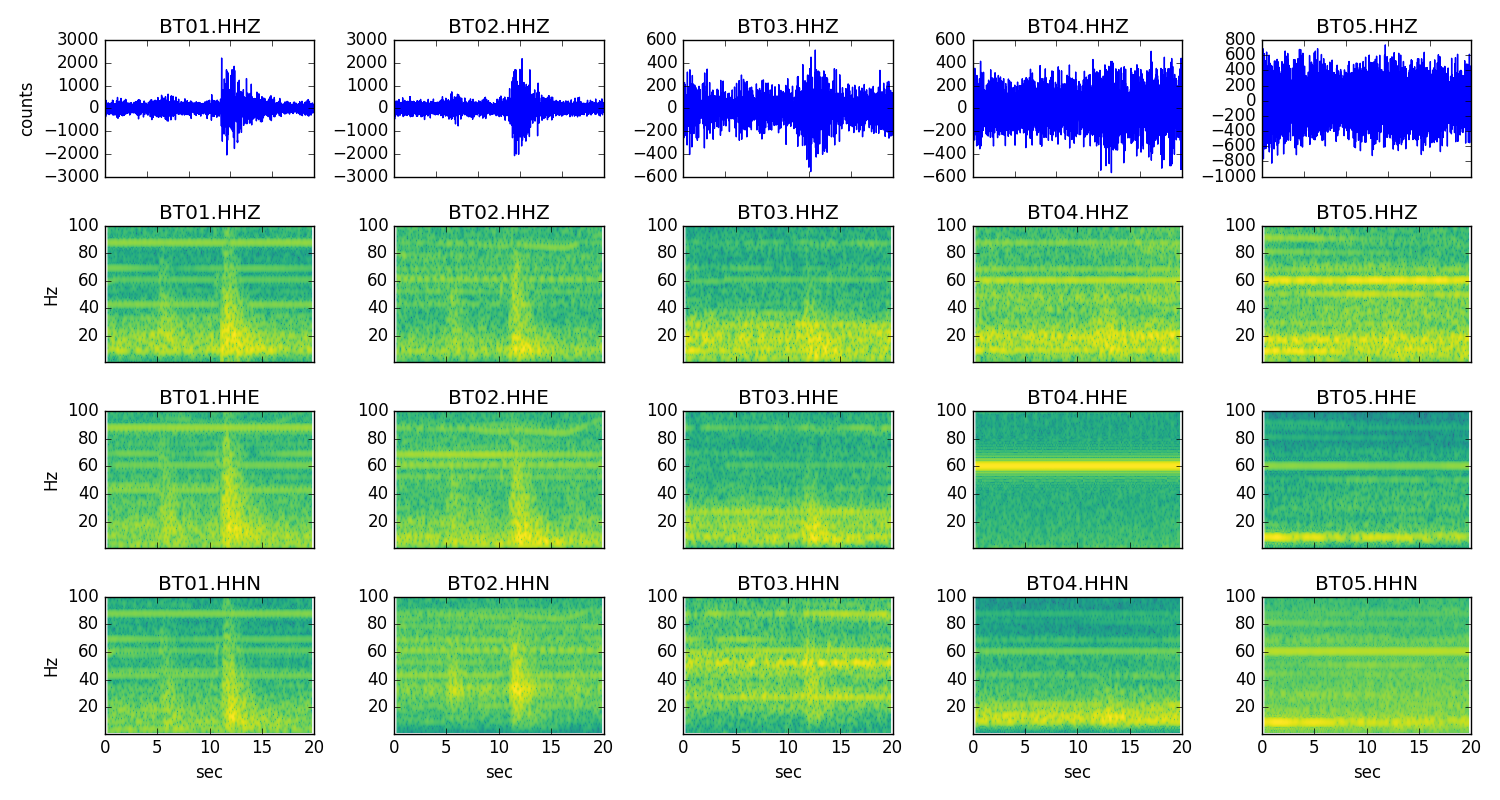 BT01.HHZ BT02.HHZ BT03.HHZ BT04.HHZ BT05.HHZ
3000 3000 600 600 800
2000 2000 400 400 600
1000 1000 200 200 400
200
counts
0 0 0 0 0
−1000 −1000 −200 −200 −200
−400
−2000 −2000 −400 −400 −600
−800
−3000 −3000 −600 −600 −1000
BT01.HHZ BT02.HHZ BT03.HHZ BT04.HHZ BT05.HHZ
100 100 100 100 100
80 80 80 80 80
60 60 60 60 60
Hz
40 40 40 40 40
20 20 20 20 20
BT01.HHE BT02.HHE BT03.HHE BT04.HHE BT05.HHE
100 100 100 100 100
80 80 80 80 80
60 60 60 60 60
Hz
40 40 40 40 40
20 20 20 20 20
BT01.HHN BT02.HHN BT03.HHN BT04.HHN BT05.HHN
100 100 100 100 100
80 80 80 80 80
60 60 60 60 60
Hz
40 40 40 40 40
20 20 20 20 20
0 5 10 15 20 0 5 10 15 20 0 5 10 15 20 0 5 10 15 20 0 5 10 15 20
sec sec sec sec sec